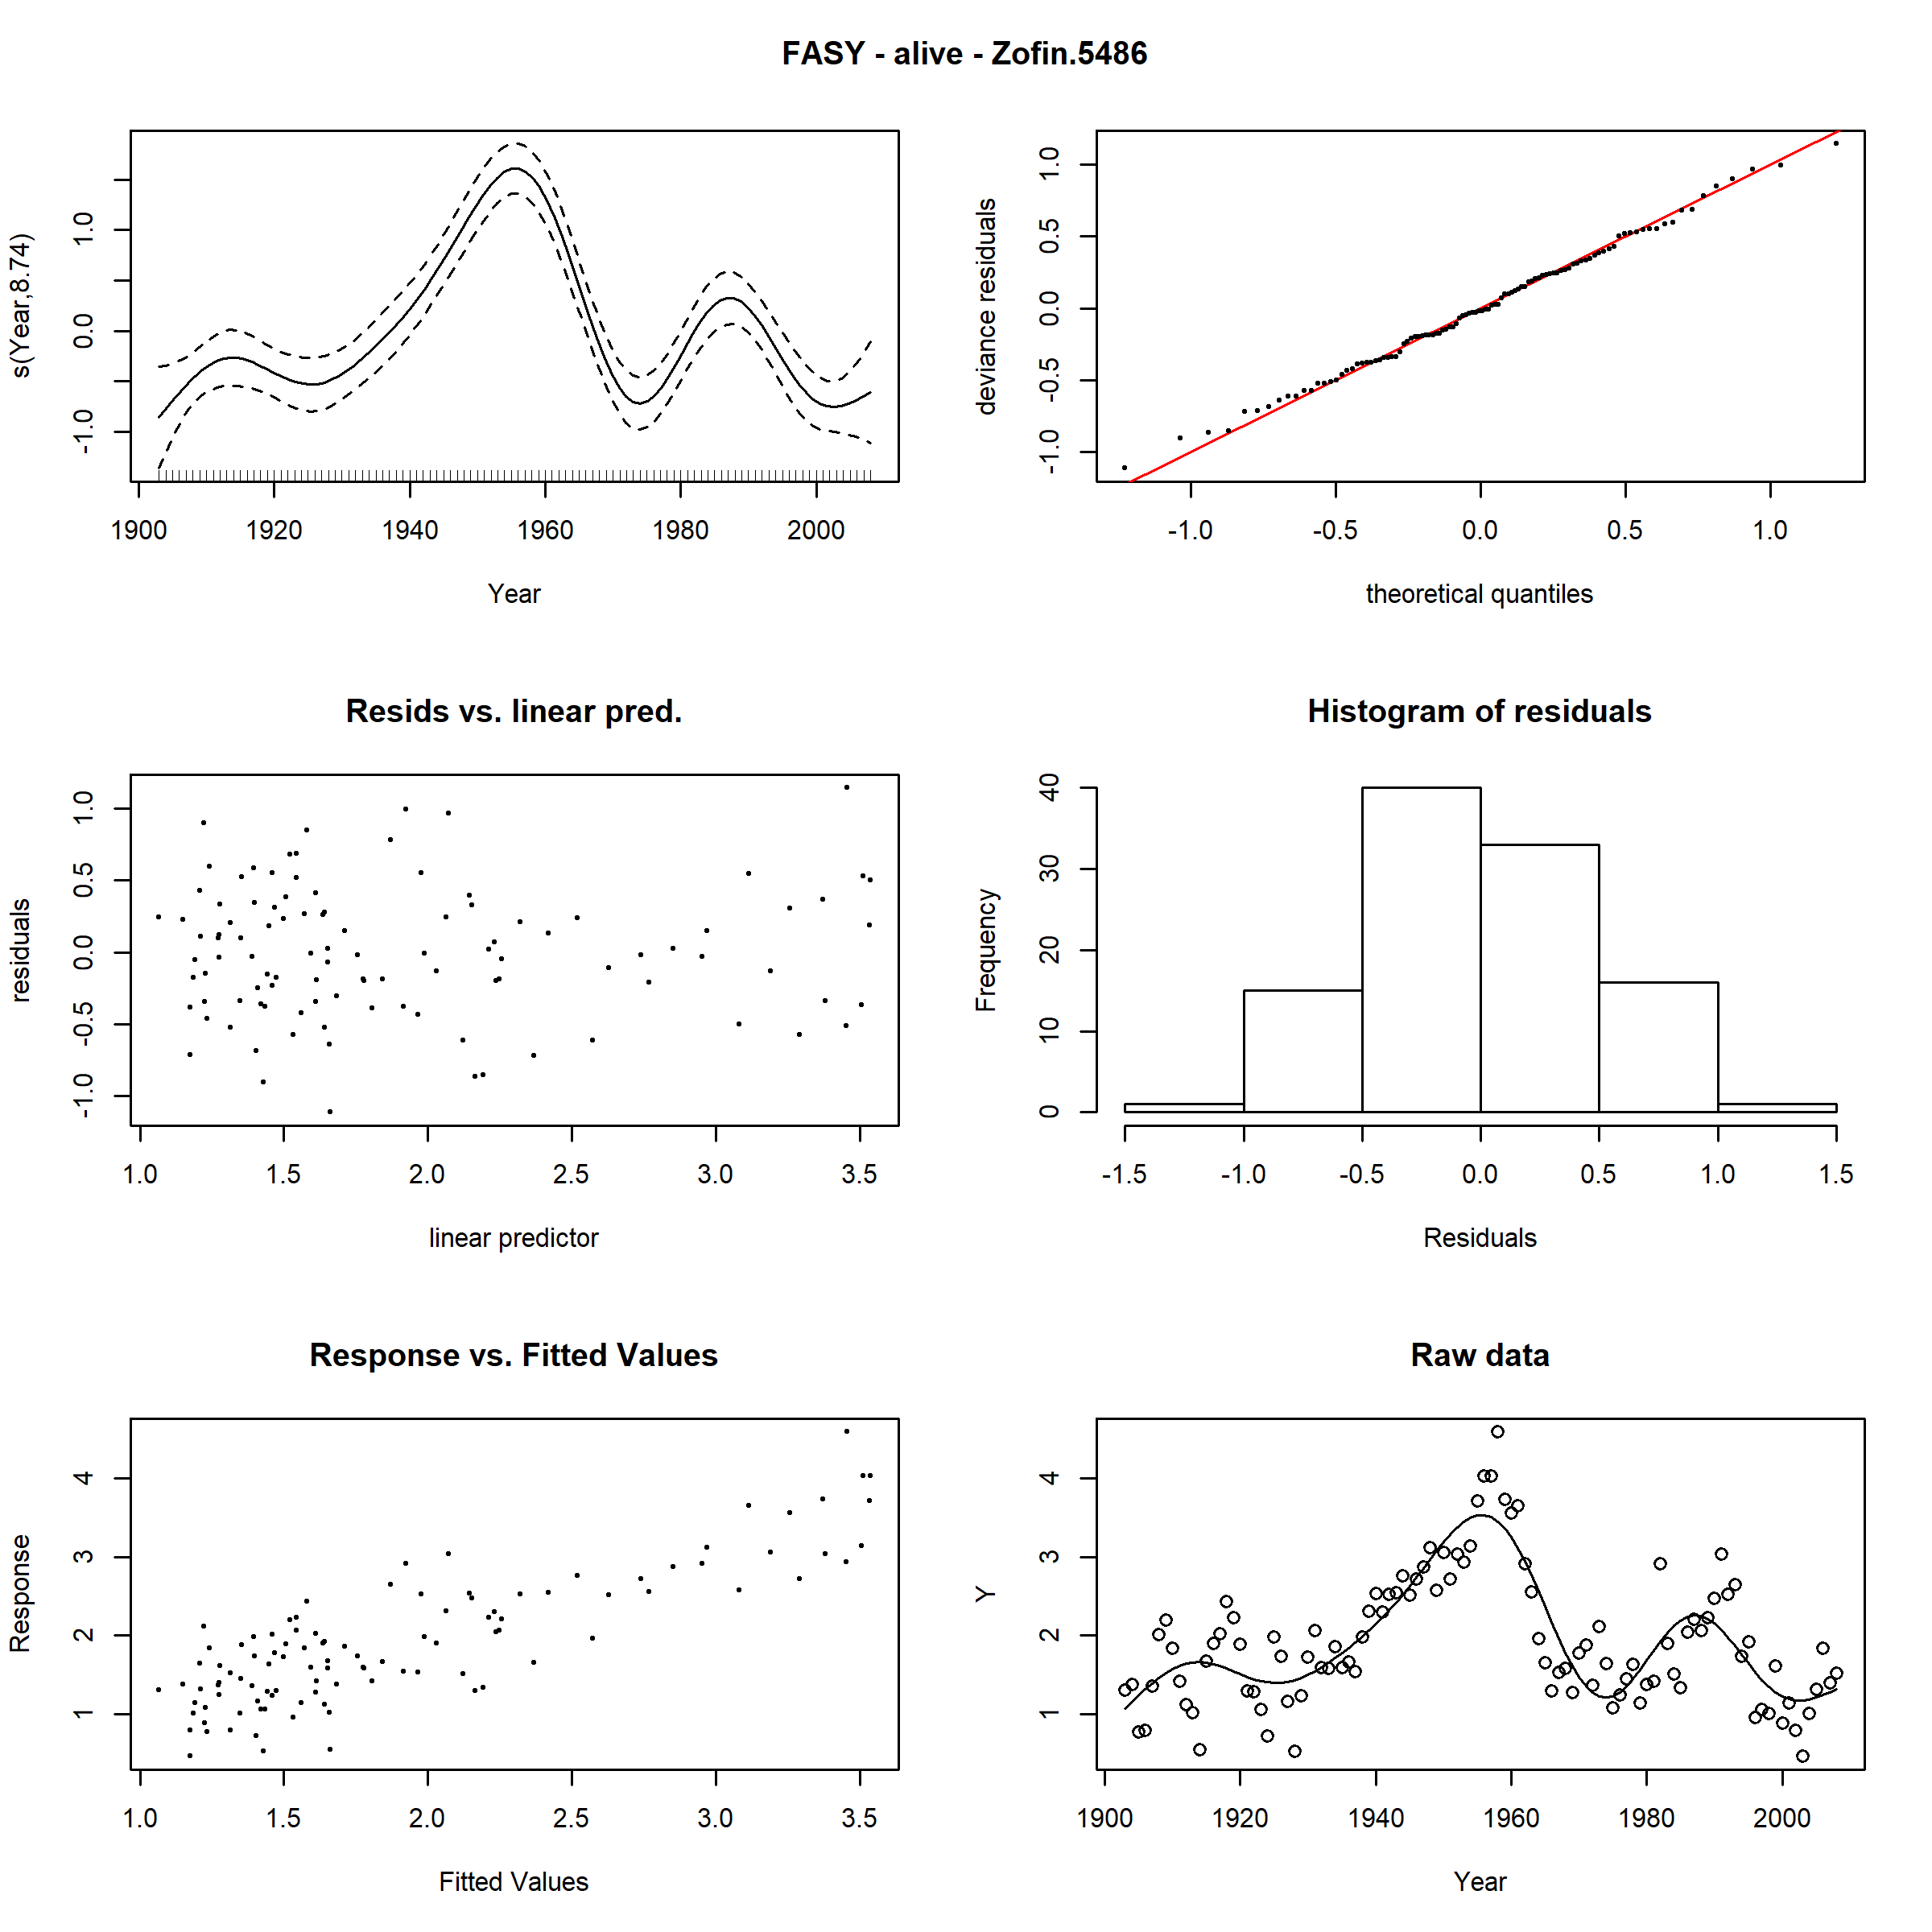 FASY - alive - Zofin.5486
s(Year,8.74)
-1.0 0.0 1.0
1900 1920 1940 1960 1980 2000
Year
deviance residuals
-1.0 -0.5 0.0 0.5 1.0
-1.0 -0.5 0.0 0.5 1.0
theoretical quantiles
Resids vs. linear pred.
residuals
-1.0 -0.5 0.0 0.5 1.0
1.0 1.5 2.0 2.5 3.0 3.5
linear predictor
Histogram of residuals
Frequency
0 10 20 30 40
-1.5 -1.0 -0.5 0.0 0.5 1.0 1.5
Residuals
Response vs. Fitted Values
Response
1 2 3 4
1.0 1.5 2.0 2.5 3.0 3.5
Fitted Values
Raw data
Y
1 2 3 4
1900 1920 1940 1960 1980 2000
Year